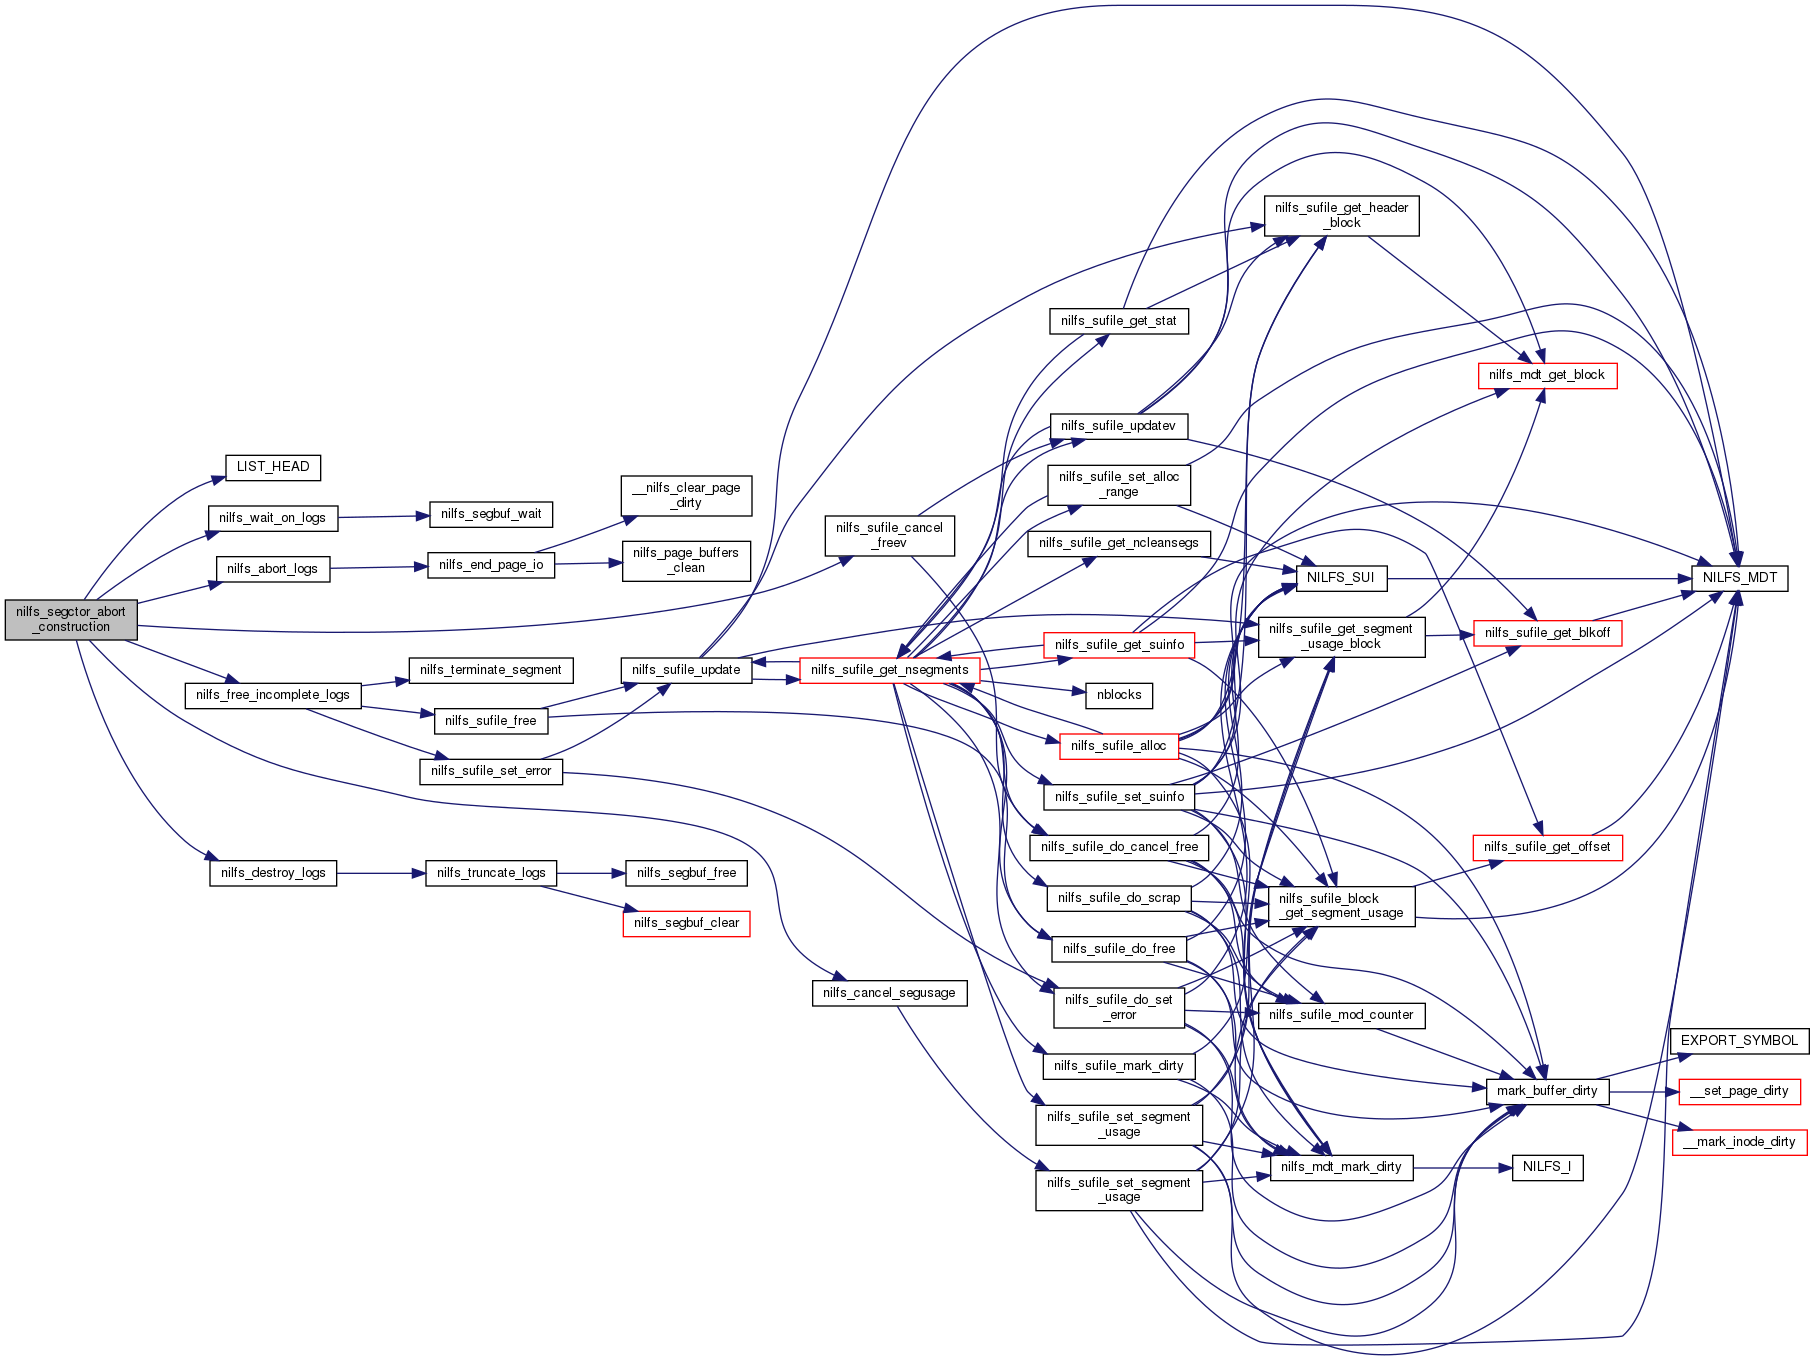 nilfs_segctor_abort
_construction
LIST_HEAD
nilfs_wait_on_logs
nilfs_abort_logs
nilfs_free_incomplete_logs
nilfs_destroy_logs
nilfs_segbuf_wait
nilfs_end_page_io
nilfs_terminate_segment
nilfs_sufile_free
nilfs_sufile_set_error
nilfs_truncate_logs
__nilfs_clear_page
_dirty
nilfs_page_buffers
_clean
nilfs_sufile_update
nilfs_segbuf_free
nilfs_segbuf_clear
nilfs_sufile_cancel
_freev
nilfs_sufile_get_nsegments
nilfs_cancel_segusage
nilfs_sufile_get_stat
nilfs_sufile_updatev
nilfs_sufile_set_alloc
_range
nilfs_sufile_get_ncleansegs
nilfs_sufile_get_suinfo
nblocks
nilfs_sufile_alloc
nilfs_sufile_set_suinfo
nilfs_sufile_do_cancel_free
nilfs_sufile_do_scrap
nilfs_sufile_do_free
nilfs_sufile_do_set
_error
nilfs_sufile_mark_dirty
nilfs_sufile_set_segment
_usage
nilfs_sufile_set_segment
_usage
nilfs_sufile_get_header
_block
NILFS_SUI
nilfs_sufile_get_segment
_usage_block
nilfs_sufile_block
_get_segment_usage
nilfs_sufile_mod_counter
nilfs_mdt_mark_dirty
nilfs_mdt_get_block
nilfs_sufile_get_blkoff
nilfs_sufile_get_offset
mark_buffer_dirty
NILFS_I
NILFS_MDT
EXPORT_SYMBOL
__set_page_dirty
__mark_inode_dirty